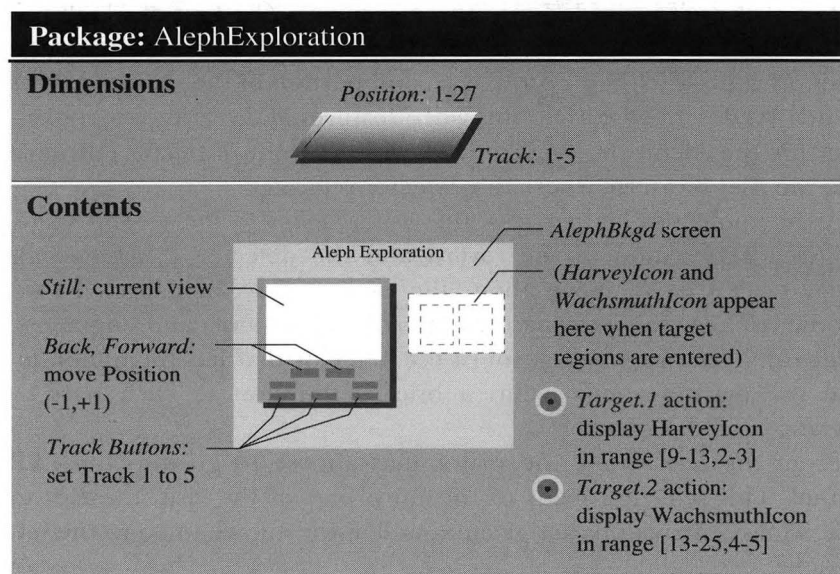 Package: AlephExploration
Dimensions
Position: 1-27
Track: 1-5
Contents
Aleph Exploration
Still: current view
Back, Forward:
move Position
(-1,+1)
Track Buttons:
set Track 1 to 5
AlephBkgd screen
(HarveyIcon and
WachsmuthIcon appear
here when target
regions are entered)
Target.1 action:
display HarveyIcon
in range [9-13,2-3]
Target.2 action:
display WachsmuthIcon
in range [13-25,4-5]